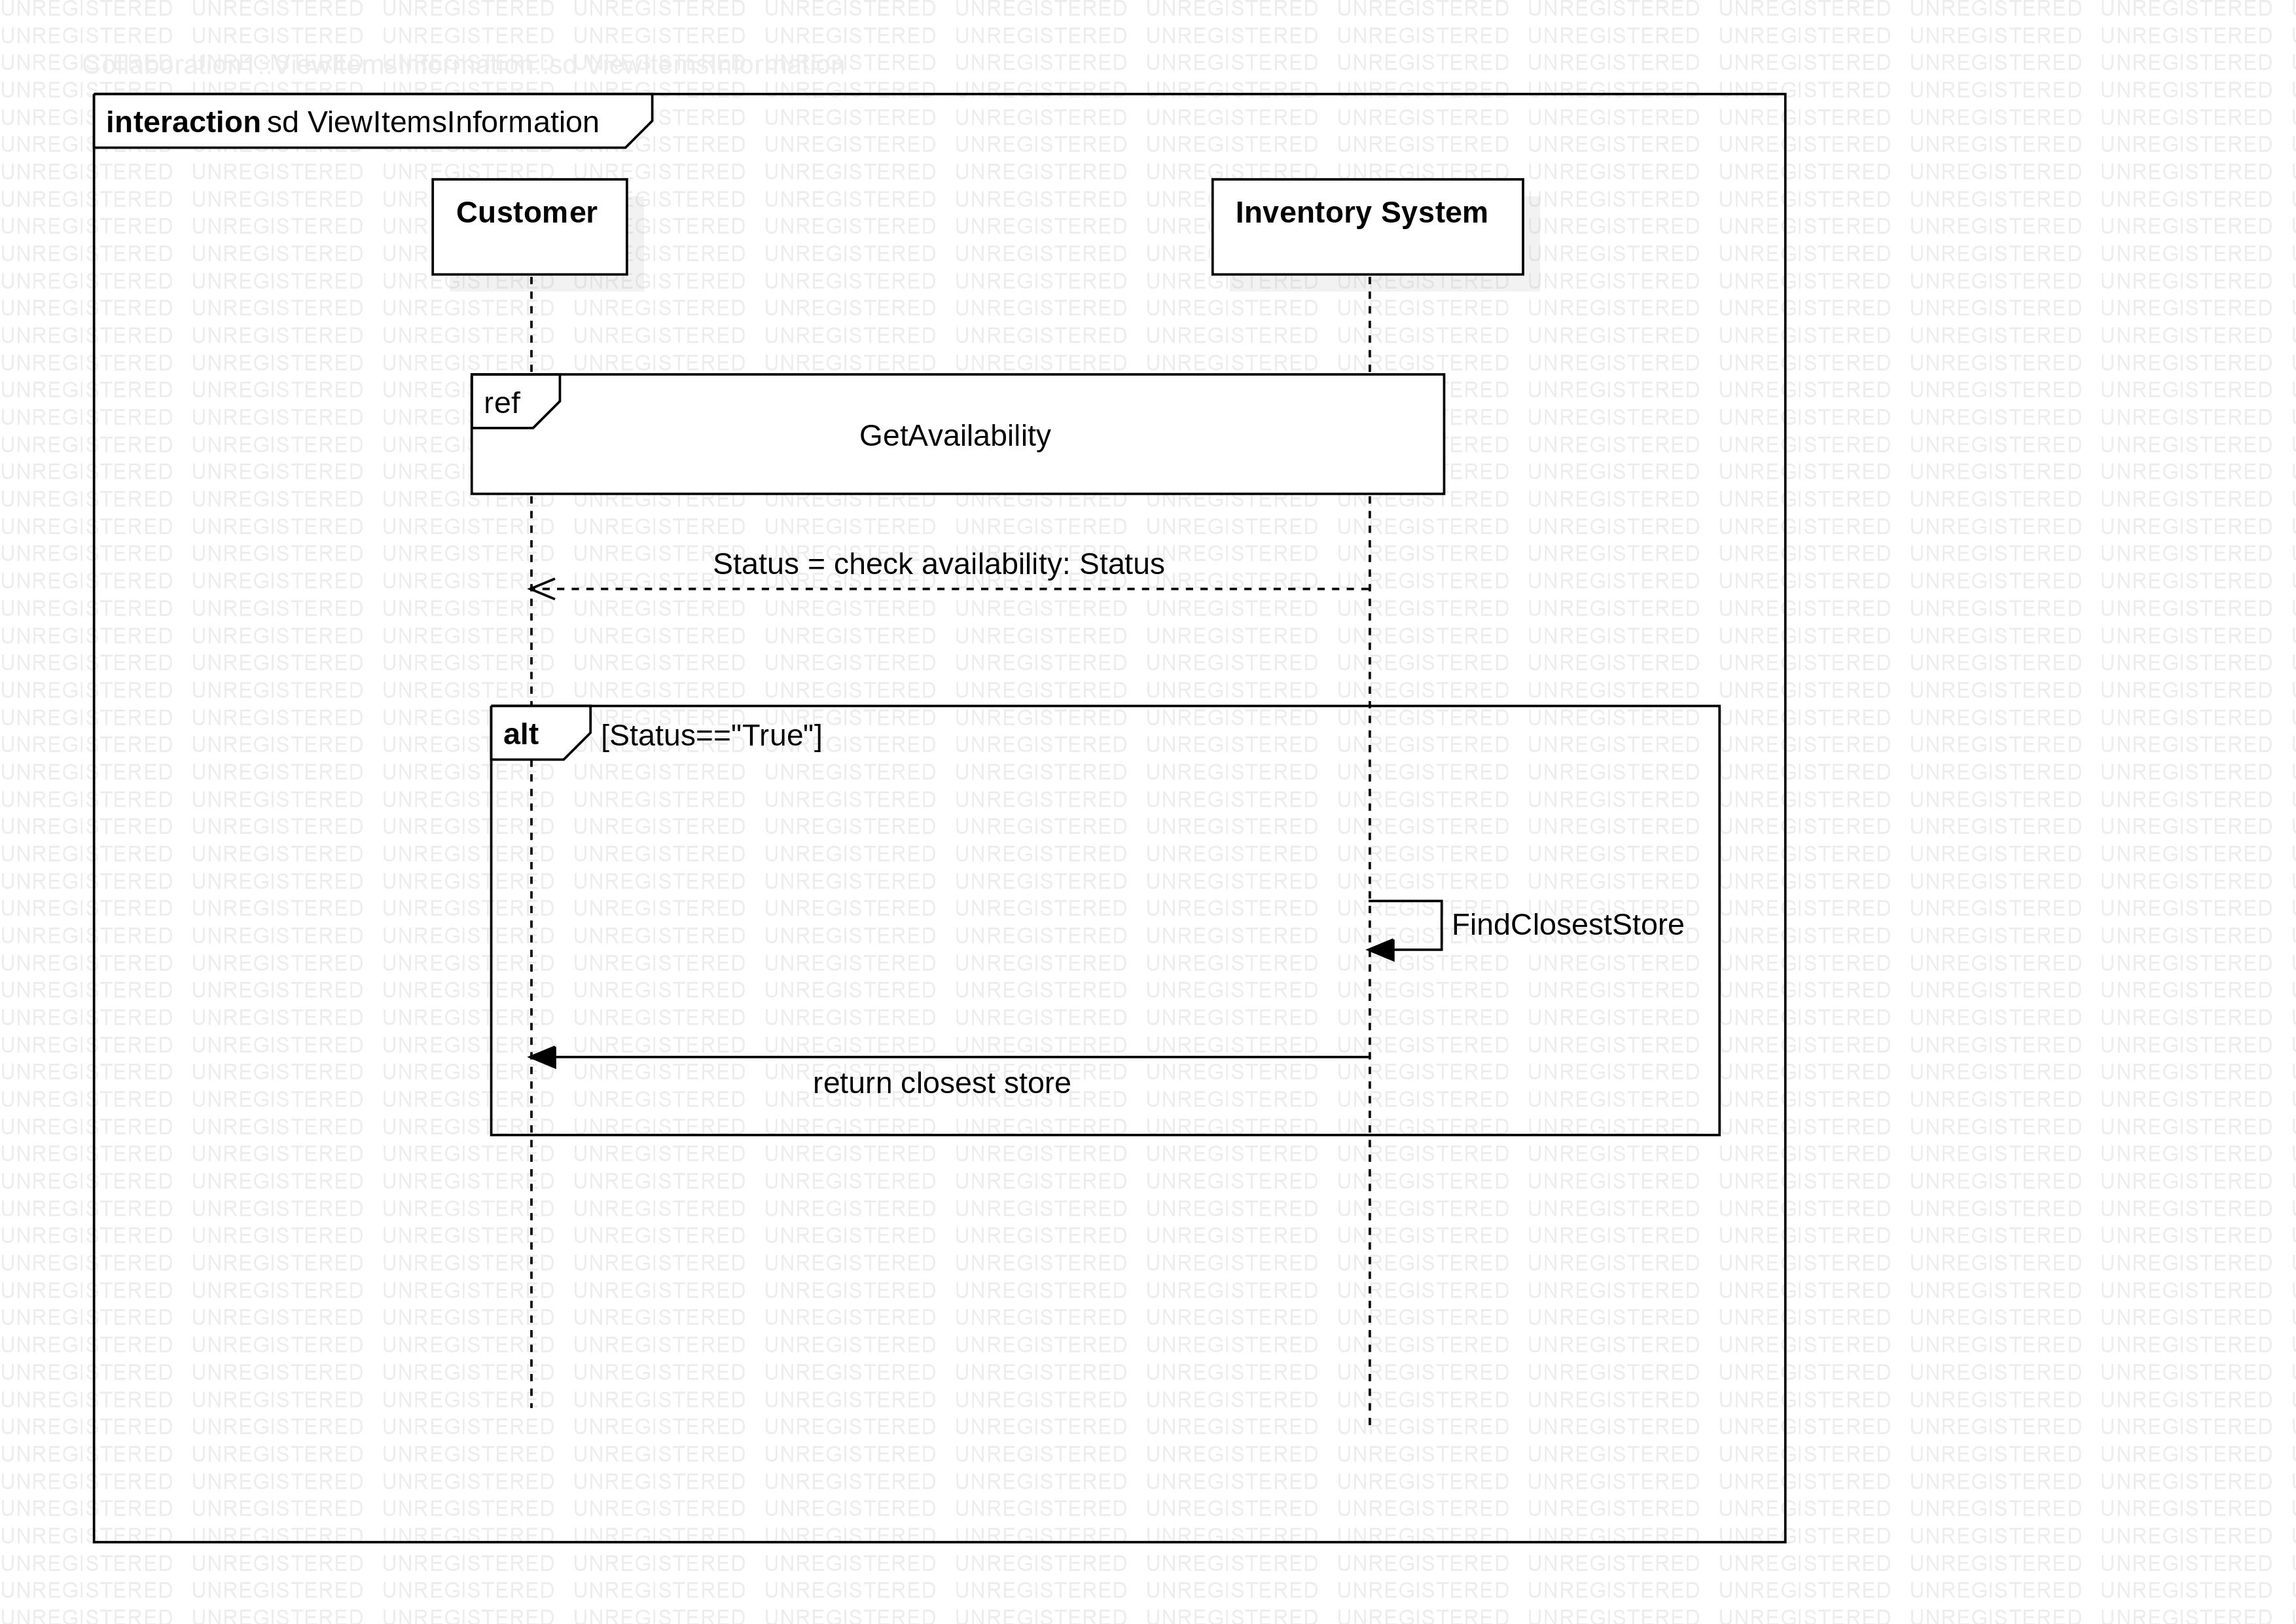 Collaboration1::ViewItemsInformation::sd ViewItemsInformation
interaction sd ViewItemsInformation
Customer
Inventory System
ref
GetAvailability
Status = check availability: Status
alt [Status=="True"]
FindClosestStore
return closest store
UNREGISTERED